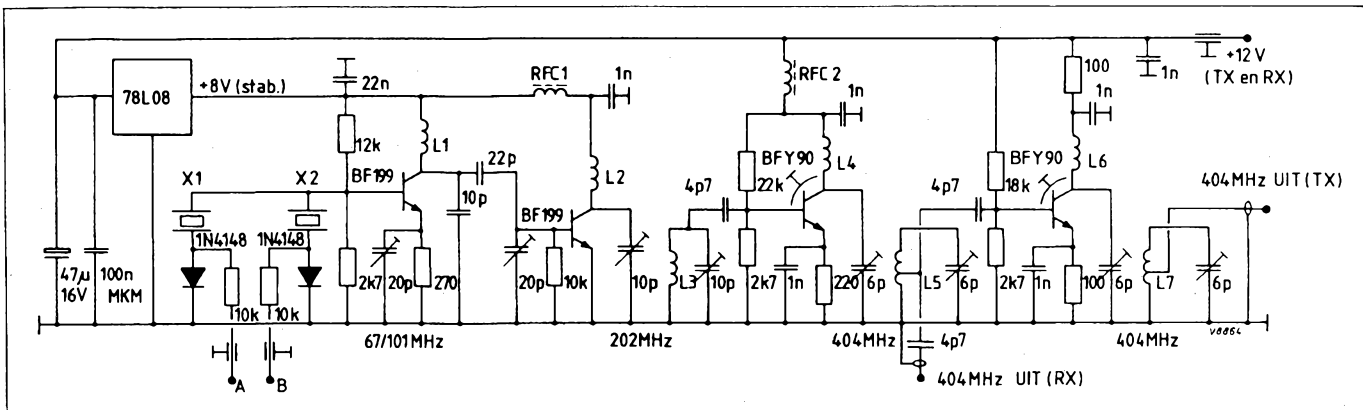 +12V
(TX en RX)
78L08
+8V (stab.)
22n
RFC1
1n
RFC 2
1n
100
1n
1n
12k
L1
22p
L2
BF199
10p
BF199
X1
X2
1N4148
1N4148
47μ
16V
100n
MKM
10k
10k
2k7
20p
270
20p
10k
10p
4p7
22k
BFY90
L4
L3
10p
2k7
1n
220
6p
4p7
18k
BFY90
L6
L5
6p
2k7
1n
100
6p
L7
6p
404MHz UIT (TX)
67/101MHz
202MHz
404MHz
4p7
404MHz
V8864
A
B
404MHz UIT (RX)